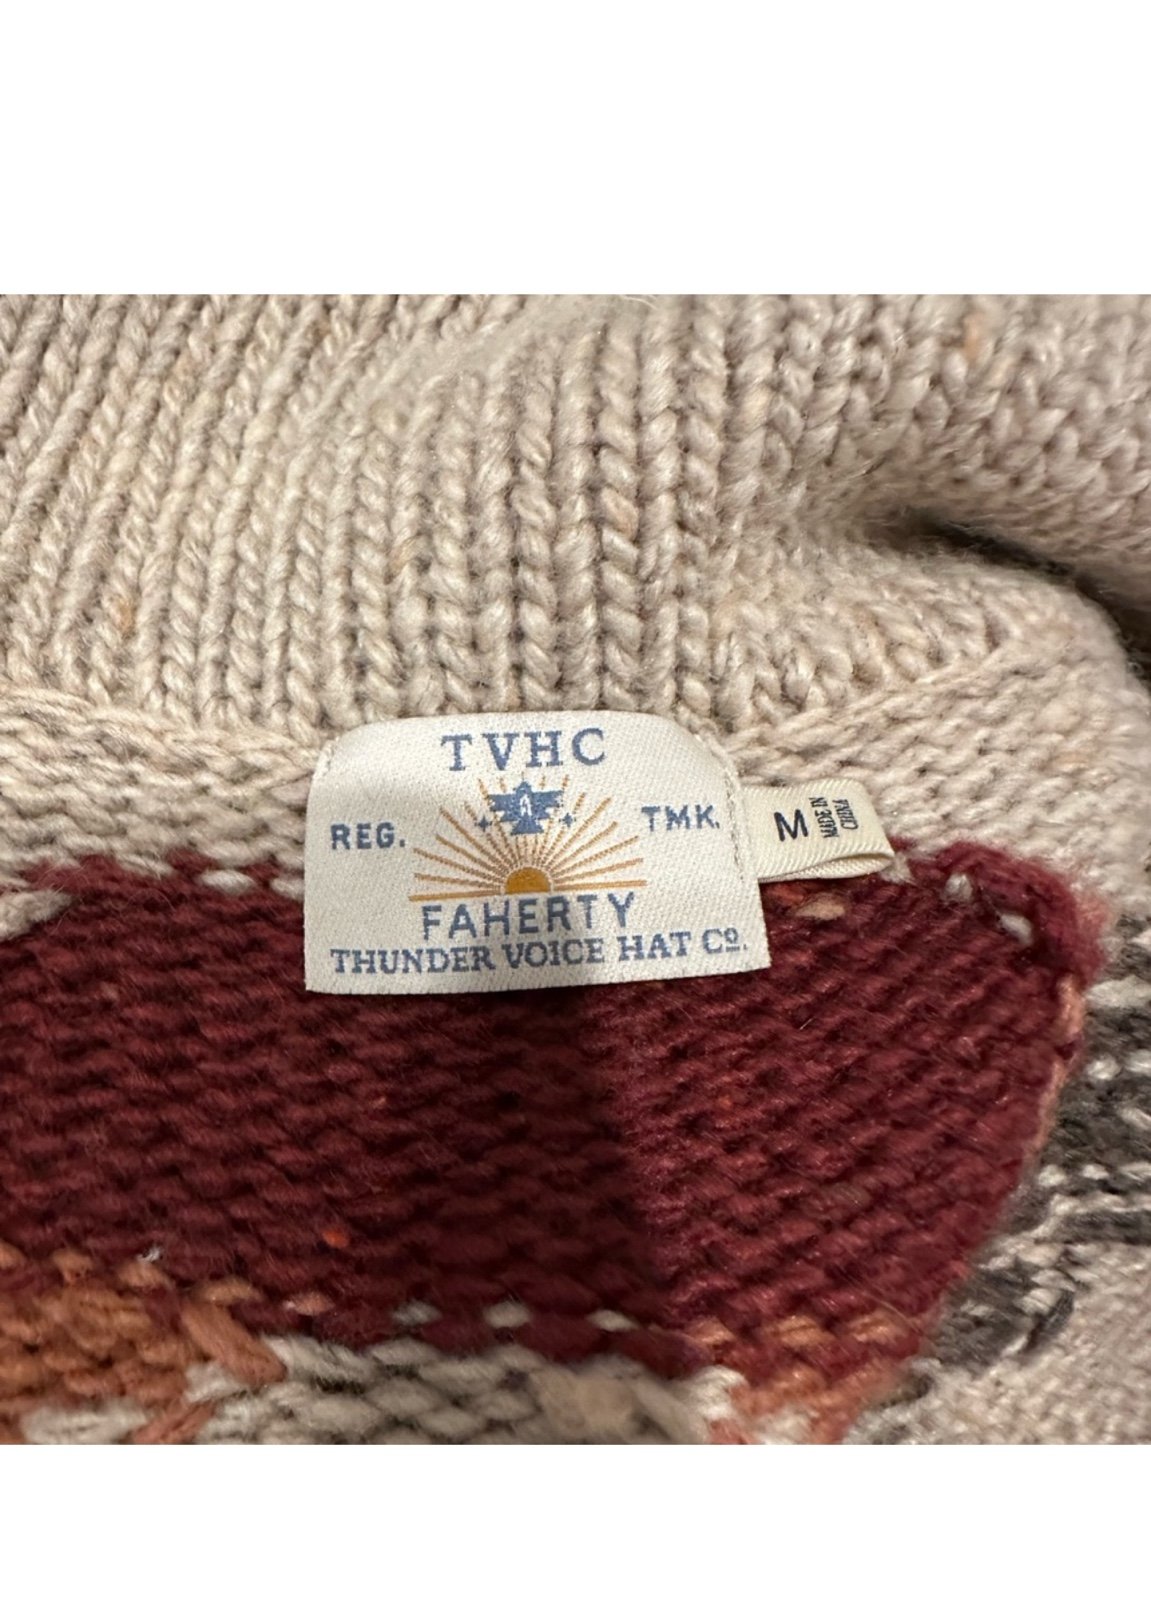 TVHC
REG. TMK.
FAHERTY
THUNDER VOICE HAT Cº.
M
MADE IN
CHINA